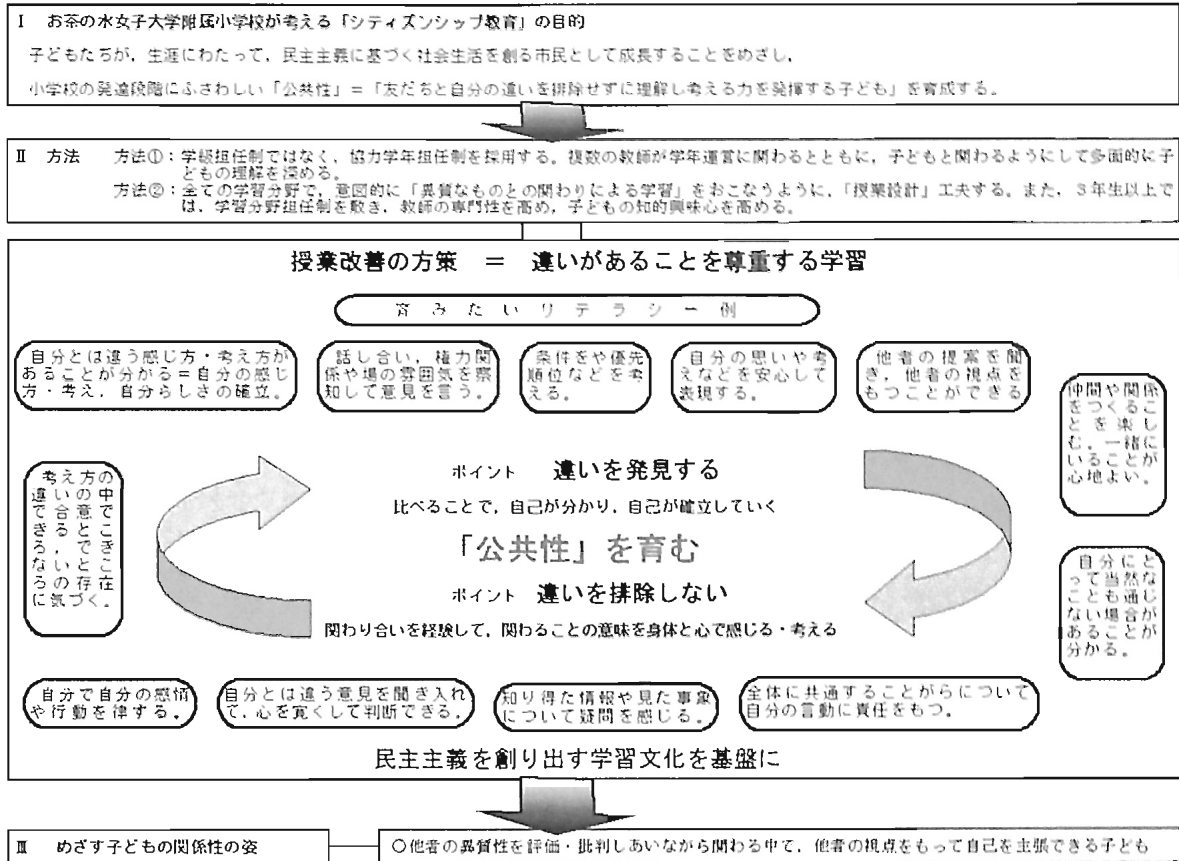 Ⅰ お茶の水女子大学附属小学校が考える「シティズンシップ教育」の目的
子どもたちが，生涯にわたって，民主主義に基づく社会生活を創る市民として成長することをめざし，
小学校の発達段階にふさわしい「公共性」＝「友だちと自分の違いを排除せずに理解し考える力を発揮する子ども」を育成する。
Ⅱ 方法 方法①：学級担任制ではなく，協力学年担任制を採用する。複数の教師が学年運営に関わるとともに，子どもと関わるようにして多面的に子
どもの理解を深める。
方法②：全ての学習分野で，意図的に「異質なものとの関わりによる学習」をおこなうように，「授業設計」工夫する。また，３年生以上で
は，学習分野担任制を敷き，教師の専門性を高め，子どもの知的興味心を高める。
授業改善の方策 ＝ 違いがあることを尊重する学習
育みたいリテラシー例
自分とは違う感じ方・考え方が
あることが分かる＝自分の感じ
方・考え，自分らしさの確立。
話し合い，権力関
係や場の雰囲気を察
知して意見を言う。
条件をや優先
順位などを考
える。
自分の思いや考
えなどを安心して
表現する。
他者の提案を聞
き，他者の視点を
もつことができる
仲間や関係
をつくるこ
とを楽し
む，一緒に
いることが
心地よい。
考え方の
違いの中
で合意で
きるとこ
ろ，でき
ないとこ
ろの存在
に気づく。
ポイント 違いを発見する
比べることで，自己が分かり，自己が確立していく
「公共性」を育む
ポイント 違いを排除しない
関わり合いを経験して，関わることの意味を身体と心で感じる・考える
自分にと
って当然な
ことも通じ
ない場合が
あることが
分かる。
自分で自分の感情
や行動を律する。
自分とは違う意見を聞き入れ
て，心を寛くして判断できる。
知り得た情報や見た事象
について疑問を感じる。
全体に共通することがらについて
自分の言動に責任をもつ。
民主主義を創り出す学習文化を基盤に
Ⅲ めざす子どもの関係性の姿
○他者の異質性を評価・批判しあいながら関わる中で，他者の視点をもって自己を主張できる子ども